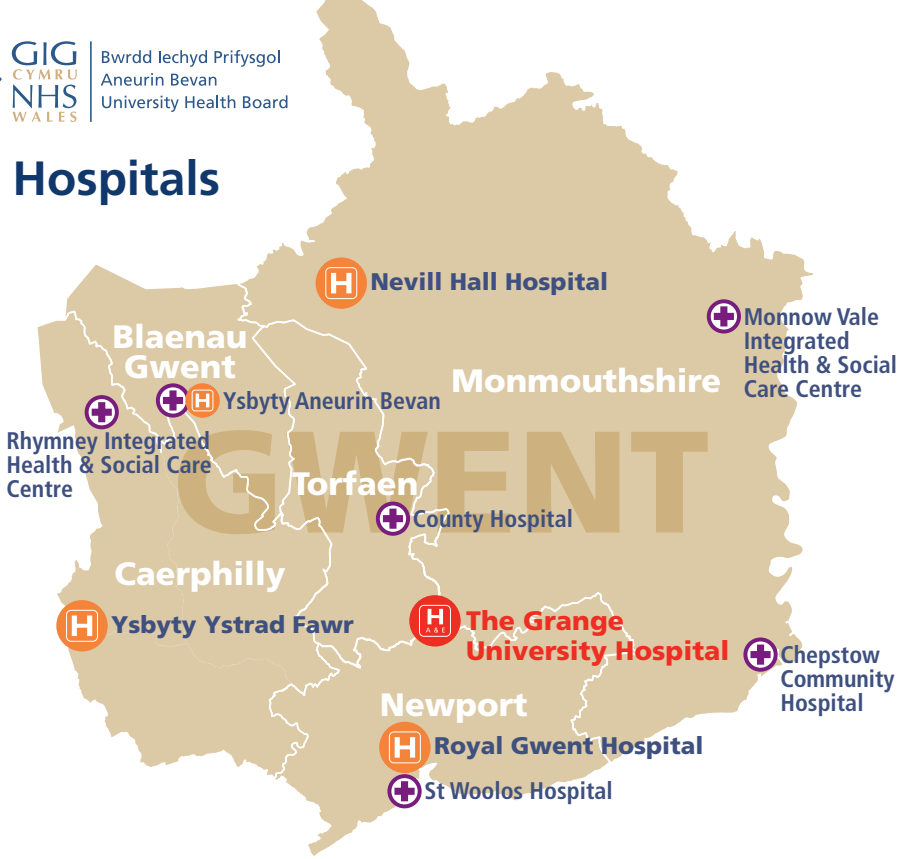 GIG
CYMRU
NHS
WALES
Bwrdd Iechyd Prifysgol
Aneurin Bevan
University Health Board
Hospitals
H
Nevill Hall Hospital
Monnow Vale
Integrated
Health & Social
Care Centre
Blaenau
Gwent
Monmouthshire
H
Ysbyty Aneurin Bevan
Rhymney Integrated
Health & Social Care
Centre
GWENT
Torfaen
County Hospital
Caerphilly
H
Ysbyty Ystrad Fawr
H
A & E
The Grange
University Hospital
Chepstow
Community
Hospital
Newport
H
Royal Gwent Hospital
St Woolos Hospital